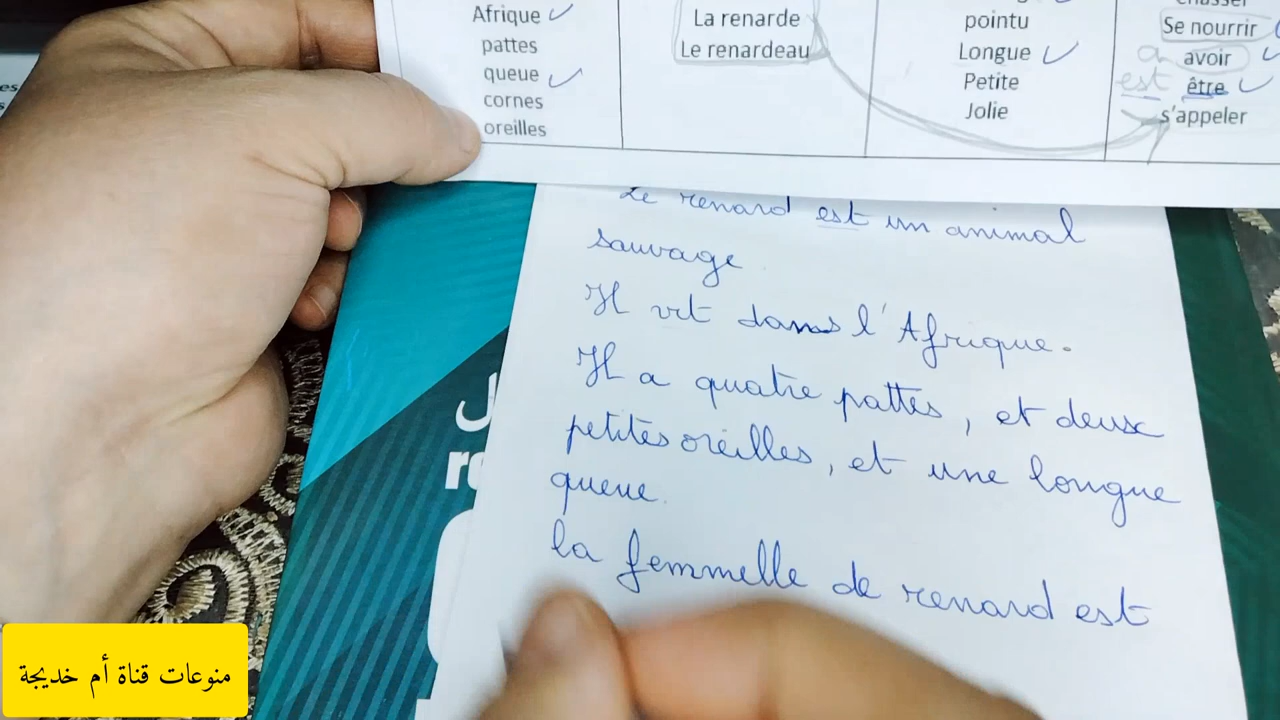 Afrique
pattes
queue
cornes
oreilles
La renarde
Le renardeau
pointu
Longue
Petite
Jolie
Se nourrir
a avoir
est être
s'appeler
Le renard est un animal
sauvage
Il vit dans l'Afrique.
Il a quatre pattes, et deux
petites oreilles, et une longue
queue.
la femmelle de renard est
منوعات قناة أم خديجة